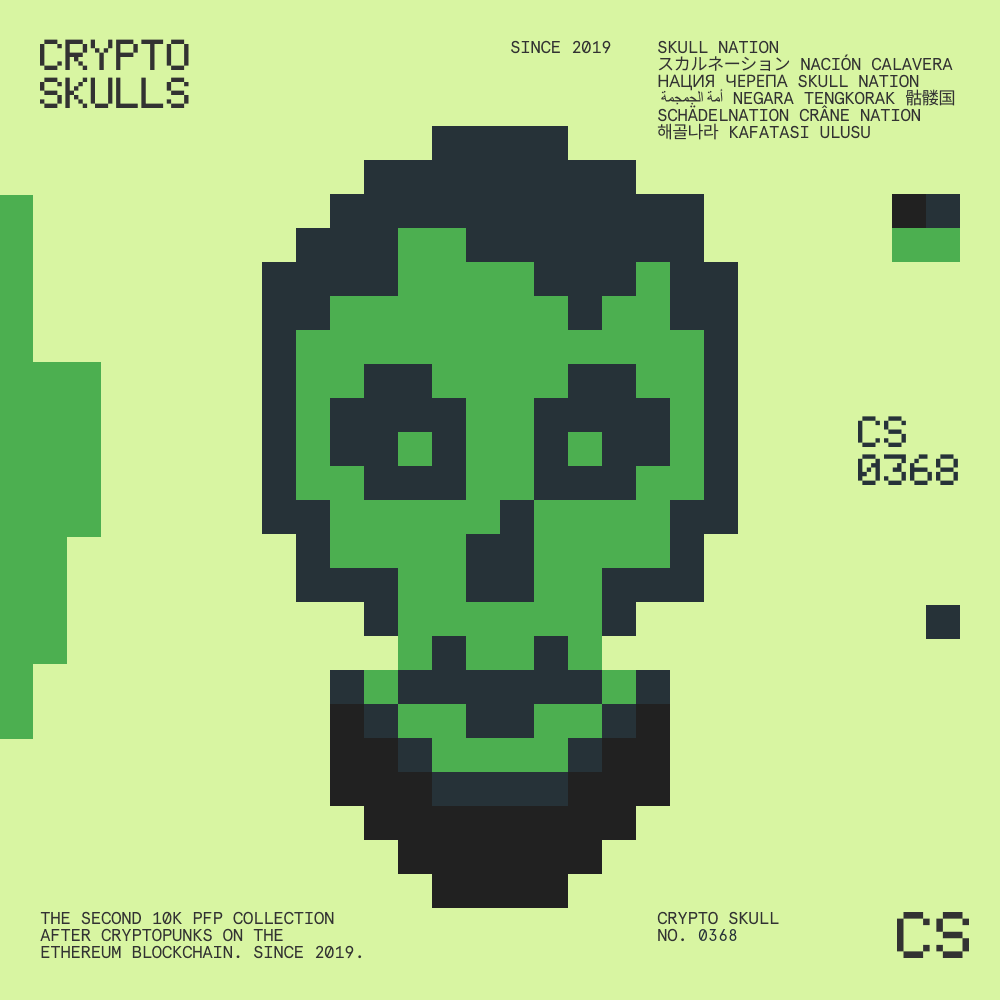 CRYPTO
SKULLS
SINCE 2019
SKULL NATION
スカルネーション NACIÓN CALAVERA
НАЦИЯ ЧЕРЕПА SKULL NATION
أمة الجمجمة NEGARA TENGKORAK 骷髅国
SCHÄDELNATION CRÂNE NATION
해골나라 KAFATASI ULUSU
CS
0368
THE SECOND 10K PFP COLLECTION
AFTER CRYPTOPUNKS ON THE
ETHEREUM BLOCKCHAIN. SINCE 2019.
CRYPTO SKULL
NO. 0368
CS